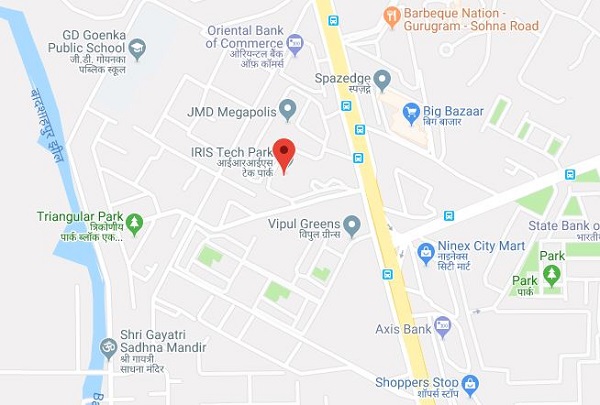 Barbeque Nation -
Gurugram - Sohna Road
Oriental Bank
of Commerce
ओरियन्टल बैंक
ऑफ़ कॉमर्स
GD Goenka
Public School
जी.डी. गोयनका
पब्लिक स्कूल
Spazedge
स्पज़द्गे
बादशाहपुर झील
JMD Megapolis
Big Bazaar
बिग बाजार
IRIS Tech Park
आईआरआईएस
टेक पार्क
Triangular Park
त्रिकोणीय
पार्क ब्लॉक एक...
Vipul Greens
विपुल ग्रीन्स
State Bank o
भारतीय
Ninex City Mart
नाइनेक्स
सिटी मार्ट
Park
Park
पार्क
Axis Bank
Shri Gayatri
Sadhna Mandir
श्री गायत्री
साधना मंदिर
Shoppers Stop
शॉपर्स स्टॉप